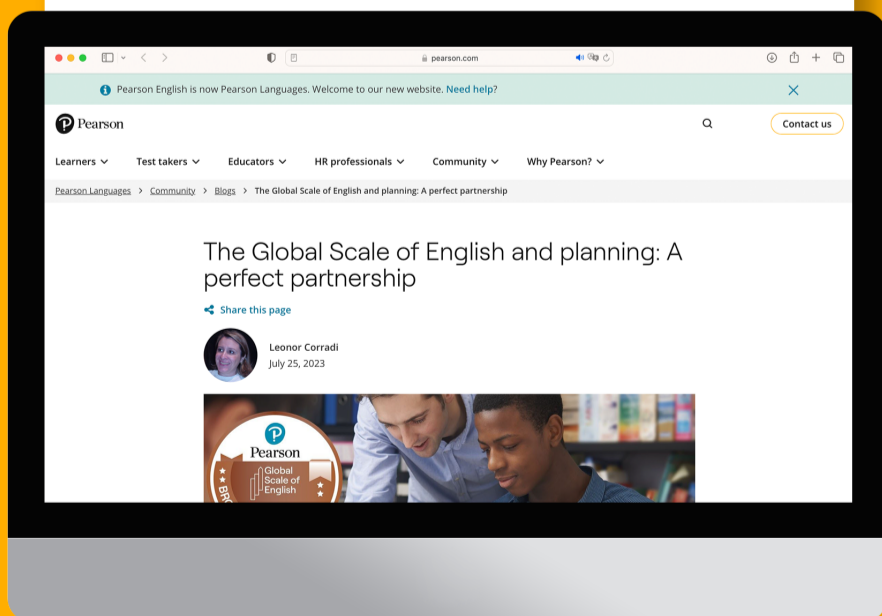 pearson.com
Pearson English is now Pearson Languages. Welcome to our new website. Need help?
Pearson
Contact us
Learners
Test takers
Educators
HR professionals
Community
Why Pearson?
Pearson Languages > Community > Blogs > The Global Scale of English and planning: A perfect partnership
The Global Scale of English and planning: A
perfect partnership
Share this page
Leonor Corradi
July 25, 2023
Pearson
Global
Scale of
English